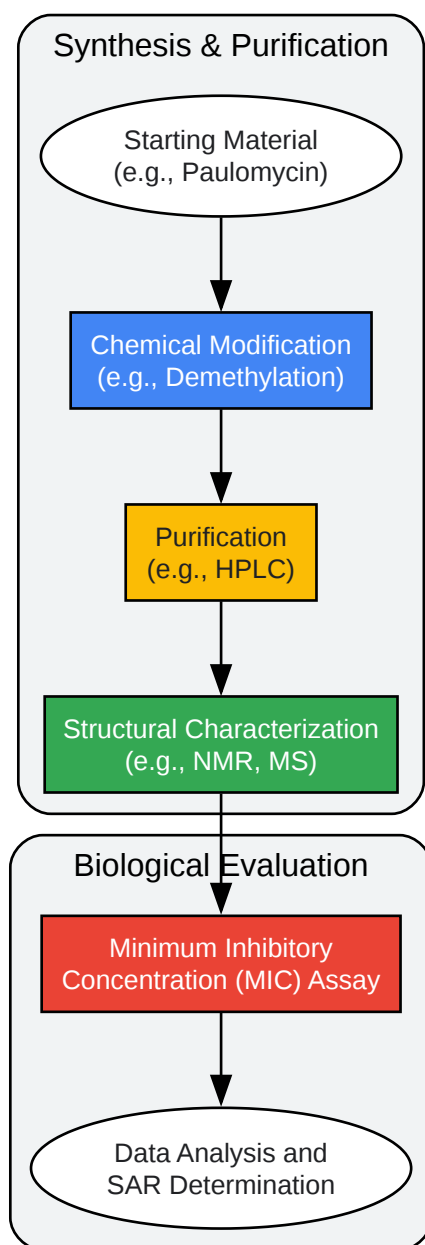 Synthesis & Purification
Starting Material
(e.g., Paulomycin)
Chemical Modification
(e.g., Demethylation)
Purification
(e.g., HPLC)
Structural Characterization
(e.g., NMR, MS)
Biological Evaluation
Minimum Inhibitory
Concentration (MIC) Assay
Data Analysis and
SAR Determination